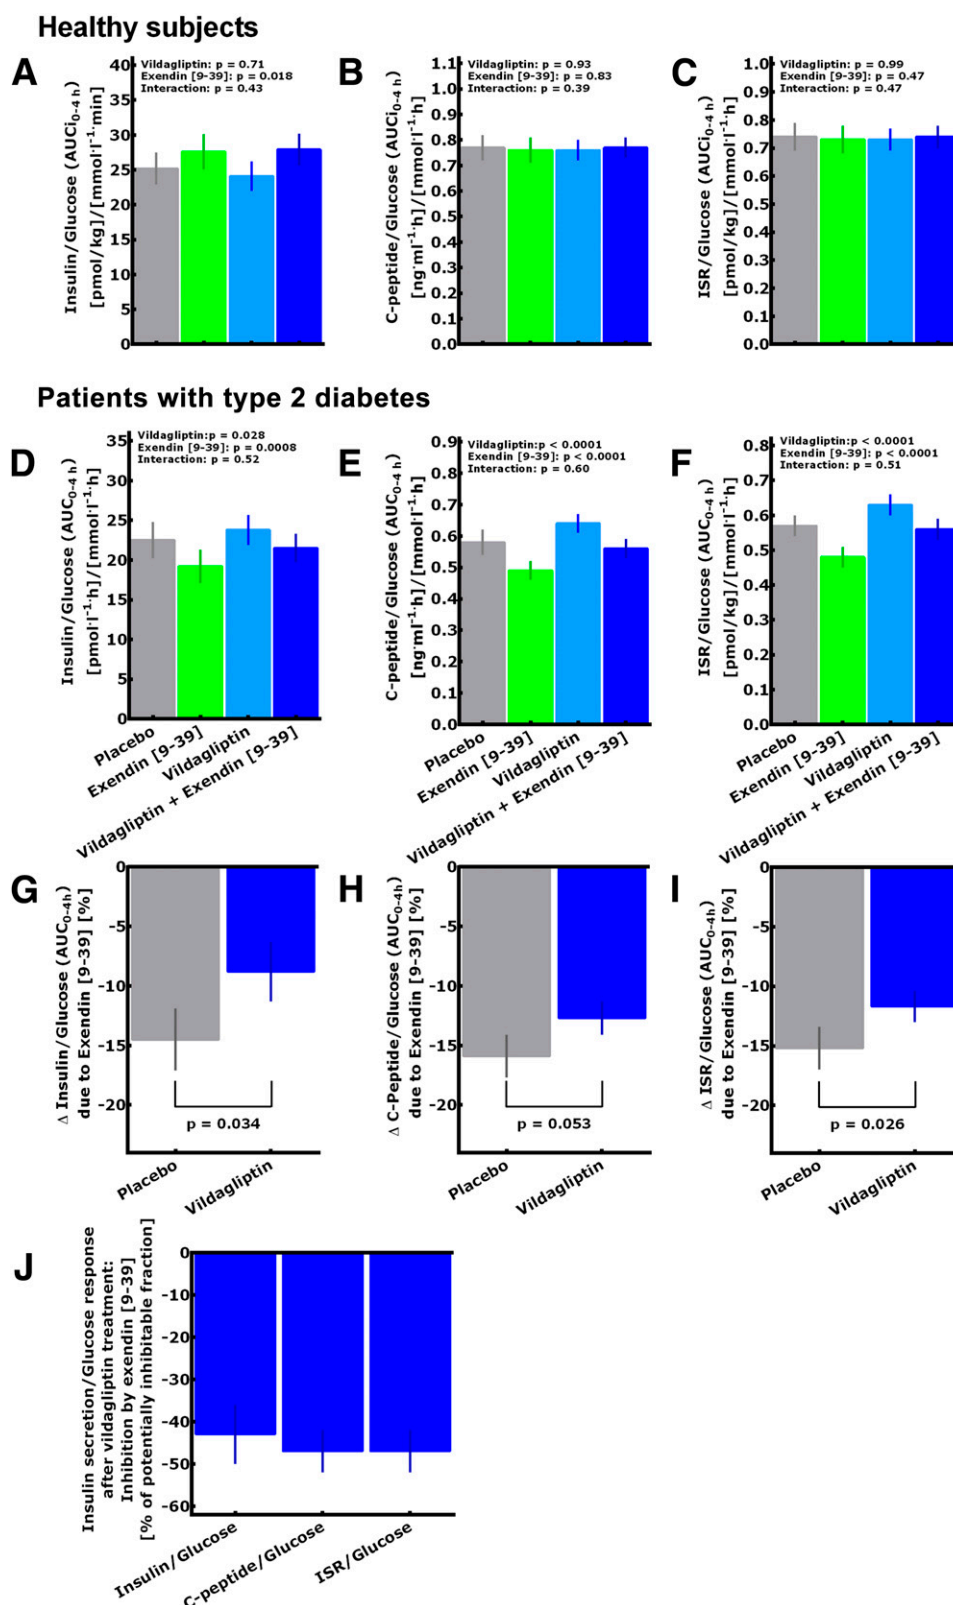 Healthy subjects
A
Insulin/Glucose (AUCi0-4 h)
[pmol/kg]/[mmol·l-1·min]
40
35
30
25
20
15
10
5
0
Vildagliptin: p = 0.71
Exendin [9-39]: p = 0.018
Interaction: p = 0.43
B
C-peptide/Glucose (AUCi0-4 h)
[ng·ml-1·h]/[mmol·l-1·h]
1.1
1.0
0.9
0.8
0.7
0.6
0.5
0.4
0.3
0.2
0.1
0.0
Vildagliptin: p = 0.93
Exendin [9-39]: p = 0.83
Interaction: p = 0.39
C
ISR/Glucose (AUCi0-4 h)
[pmol/kg]/[mmol·l-1·h]
1.0
0.9
0.8
0.7
0.6
0.5
0.4
0.3
0.2
0.1
0.0
Vildagliptin: p = 0.99
Exendin [9-39]: p = 0.47
Interaction: p = 0.47
Patients with type 2 diabetes
D
Insulin/Glucose (AUC0-4 h)
[pmol·l-1·h]/[mmol·l-1·h]
35
30
25
20
15
10
5
0
Vildagliptin:p = 0.028
Exendin [9-39]: p = 0.0008
Interaction: p = 0.52
Placebo
Exendin [9-39]
Vildagliptin
Vildagliptin + Exendin [9-39]
E
C-peptide/Glucose (AUC0-4 h)
[ng·ml-1·h]/[mmol·l-1·h]
0.9
0.8
0.7
0.6
0.5
0.4
0.3
0.2
0.1
0.0
Vildagliptin:p < 0.0001
Exendin [9-39]: p < 0.0001
Interaction: p = 0.60
Placebo
Exendin [9-39]
Vildagliptin
Vildagliptin + Exendin [9-39]
F
ISR/Glucose (AUC0-4 h)
[pmol/kg]/[mmol·l-1·h]
0.8
0.7
0.6
0.5
0.4
0.3
0.2
0.1
0.0
Vildagliptin:p < 0.0001
Exendin [9-39]: p < 0.0001
Interaction: p = 0.51
Placebo
Exendin [9-39]
Vildagliptin
Vildagliptin + Exendin [9-39]
G
Δ Insulin/Glucose (AUC0-4h)
due to Exendin [9-39] [%]
0
-5
-10
-15
-20
p = 0.034
Placebo
Vildagliptin
H
Δ C-Peptide/Glucose (AUC0-4h)
due to Exendin [9-39] [%]
0
-5
-10
-15
-20
p = 0.053
Placebo
Vildagliptin
I
Δ ISR/Glucose (AUC0-4h)
due to Exendin [9-39] [%]
0
-5
-10
-15
-20
p = 0.026
Placebo
Vildagliptin
J
Insulin secretion/Glucose response
after vildagliptin treatment:
Inhibition by exendin [9-39]
[% of potentially inhibitable fraction]
0
-10
-20
-30
-40
-50
-60
Insulin/Glucose
C-peptide/Glucose
ISR/Glucose